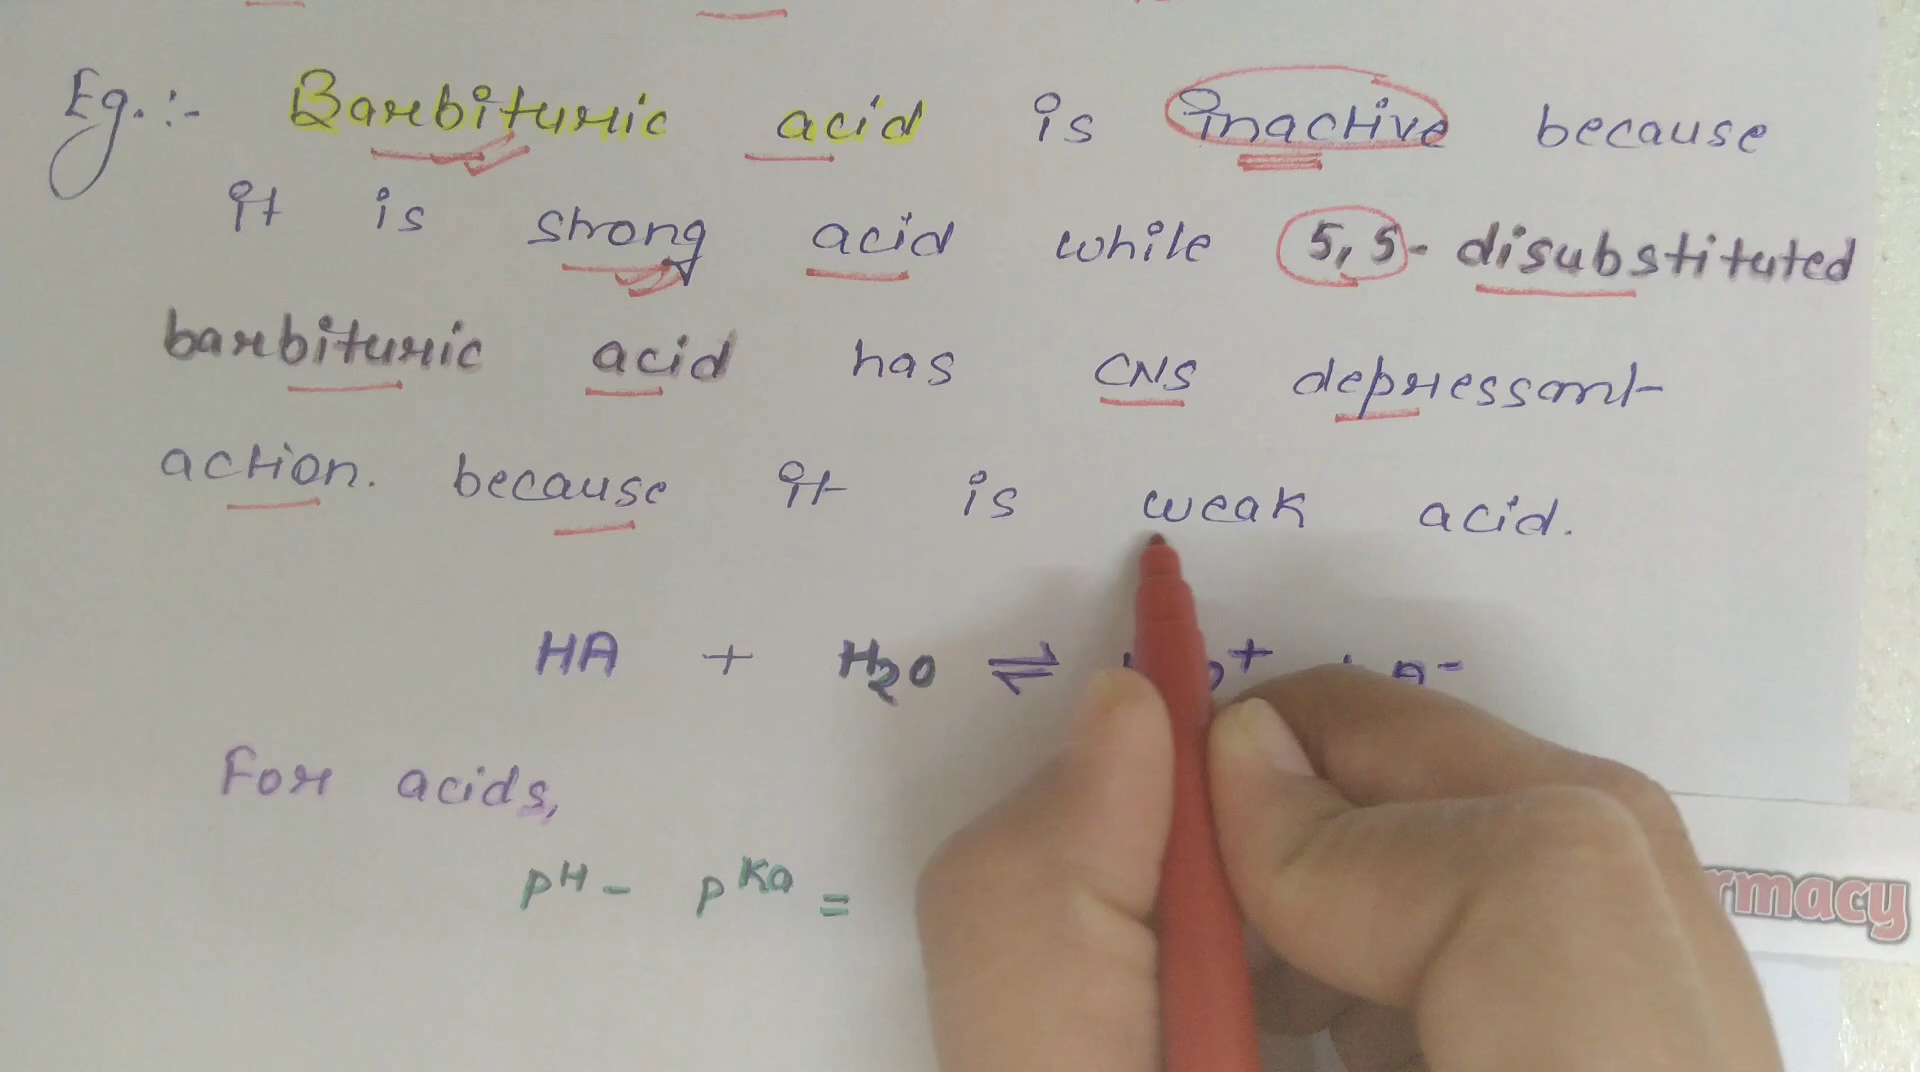 Eg.:- Barbituric acid is inactive because
it is strong acid while 5,5-disubstituted
barbituric acid has CNS depressant
action. because it is weak acid.
HA + H2O ⇌ + A-
For acids,
pH - pKa =
rmacy